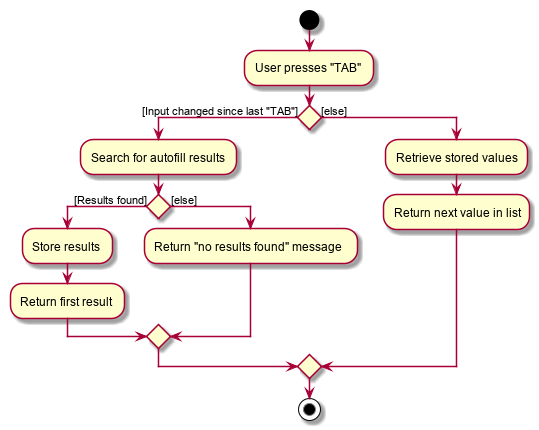 User presses "TAB"
[Input changed since last "TAB"]
[else]
Search for autofill results
Retrieve stored values
[Results found]
[else]
Return next value in list
Store results
Return "no results found" message
Return first result